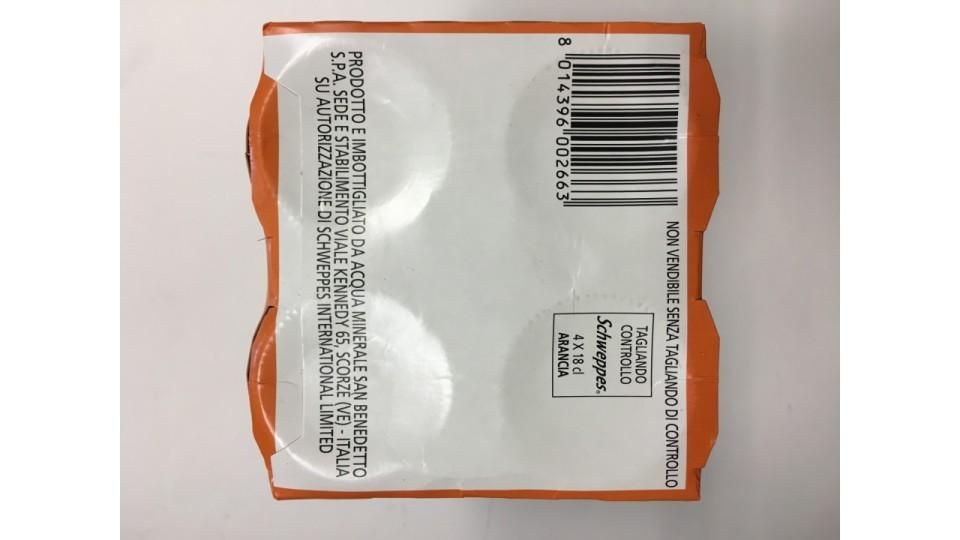 8 014396 002663
NON VENDIBILE SENZA TAGLIANDO DI CONTROLLO
TAGLIANDO
CONTROLLO
Schweppes®
4 X 18 cl
ARANCIA
PRODOTTO E IMBOTTIGLIATO DA ACQUA MINERALE SAN BENEDETTO
S.P.A. SEDE E STABILIMENTO VIALE KENNEDY 65, SCORZE (VE) - ITALIA
SU AUTORIZZAZIONE DI SCHWEPPES INTERNATIONAL LIMITED